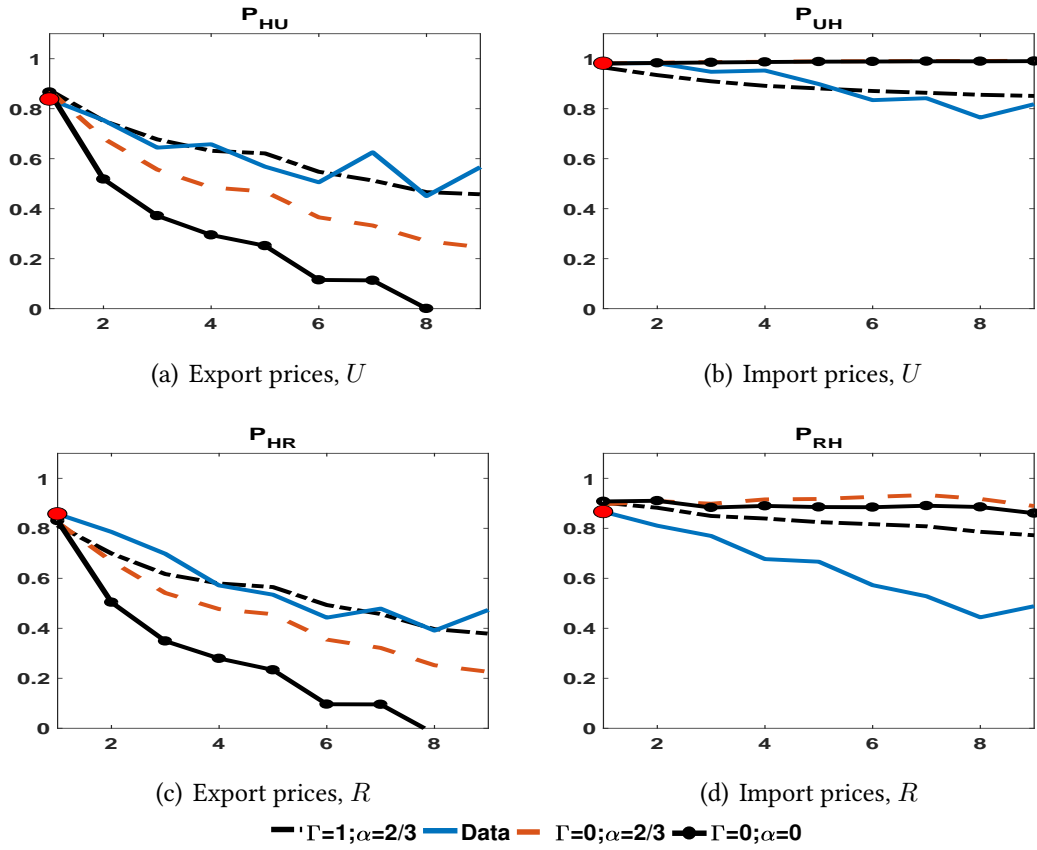 P_HU
1
0.8
0.6
0.4
0.2
0
2 4 6 8
(a) Export prices, U
P_UH
1
0.8
0.6
0.4
0.2
0
2 4 6 8
(b) Import prices, U
P_HR
1
0.8
0.6
0.4
0.2
0
2 4 6 8
(c) Export prices, R
P_RH
1
0.8
0.6
0.4
0.2
0
2 4 6 8
(d) Import prices, R
Γ=1;α=2/3 Data Γ=0;α=2/3 Γ=0;α=0